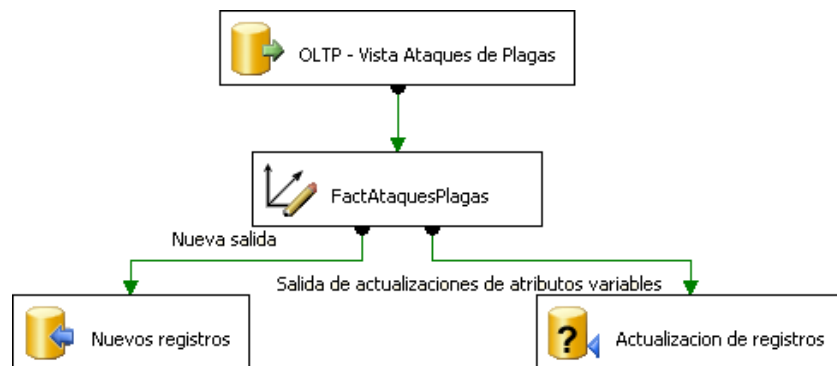 OLTP - Vista Ataques de Plagas
FactAtaquesPlagas
Nueva salida
Salida de actualizaciones de atributos variables
Nuevos registros
?
Actualizacion de registros